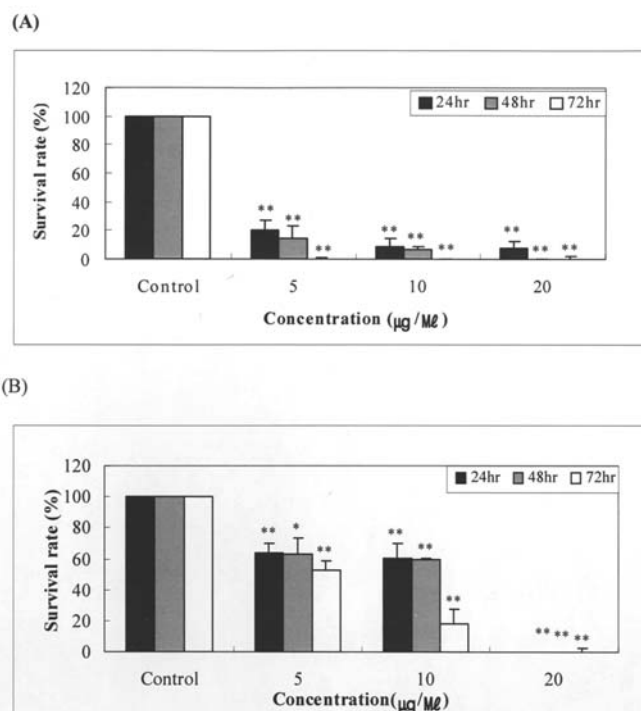 (A)
120
100
80
60
40
20
0
Survival rate (%)
24hr 48hr 72hr
** ** **
** ** **
** ** **
Control 5 10 20
Concentration (㎍/㎖)
(B)
120
100
80
60
40
20
0
Survival rate (%)
24hr 48hr 72hr
** * **
** ** **
** ** **
Control 5 10 20
Concentration(㎍/㎖)